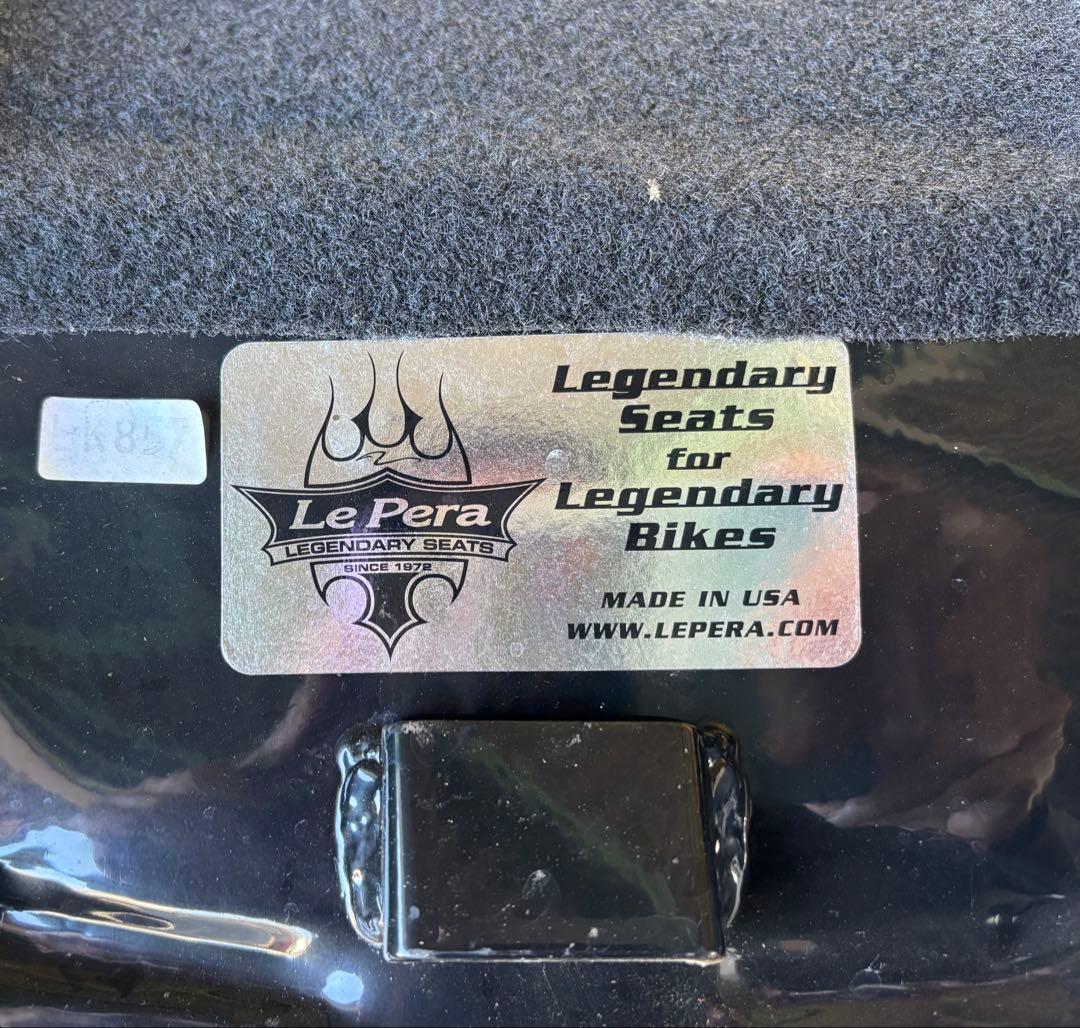 Le Pera
LEGENDARY SEATS
SINCE 1972
Legendary
Seats
for
Legendary
Bikes
MADE IN USA
WWW.LEPERA.COM